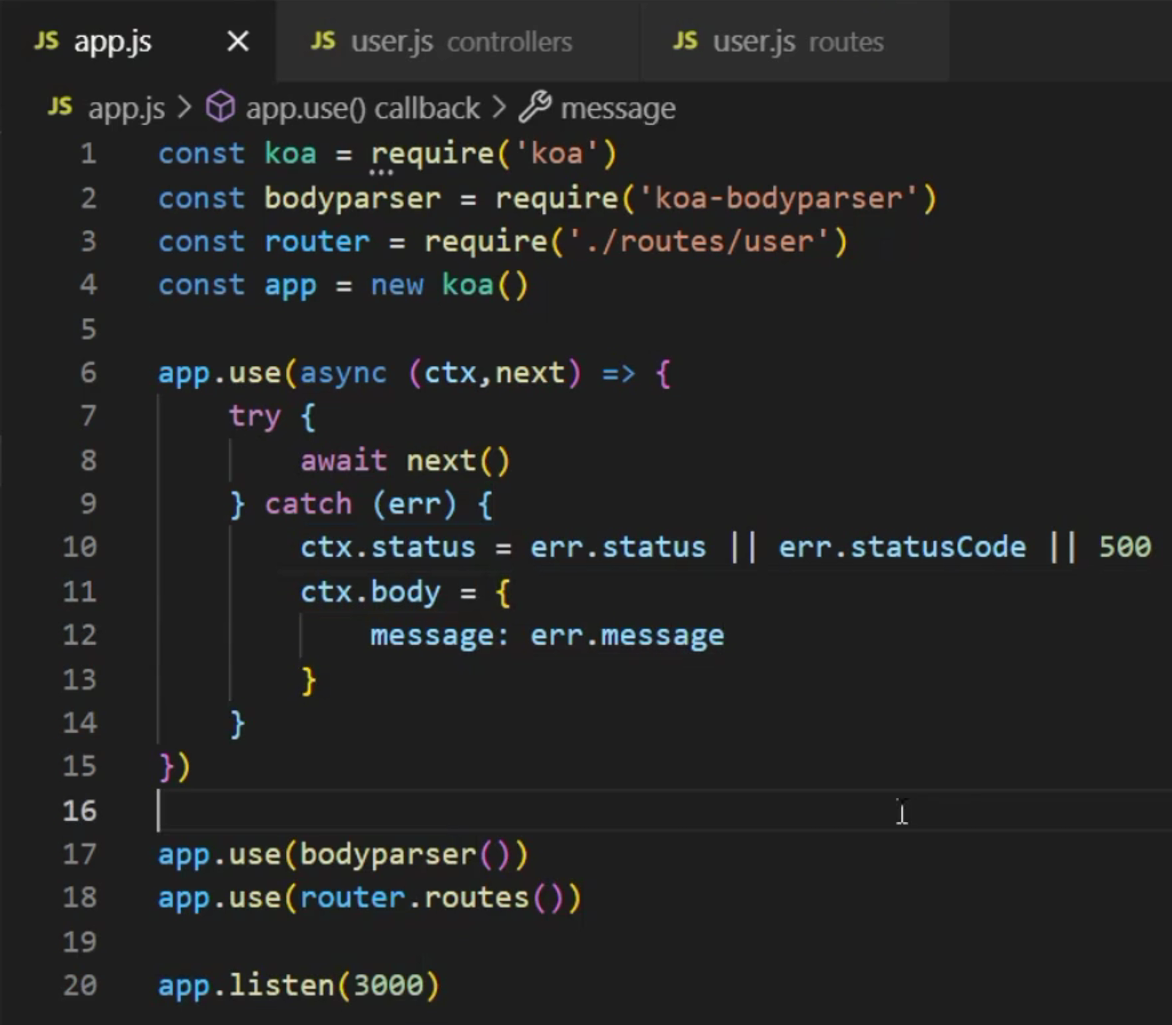 JS app.js × JS user.js controllers JS user.js routes
JS app.js > app.use() callback > message
1 const koa = require('koa')
2 const bodyparser = require('koa-bodyparser')
3 const router = require('./routes/user')
4 const app = new koa()
5
6 app.use(async (ctx,next) => {
7     try {
8         await next()
9     } catch (err) {
10         ctx.status = err.status || err.statusCode || 500
11         ctx.body = {
12             message: err.message
13         }
14     }
15 })
16
17 app.use(bodyparser())
18 app.use(router.routes())
19
20 app.listen(3000)